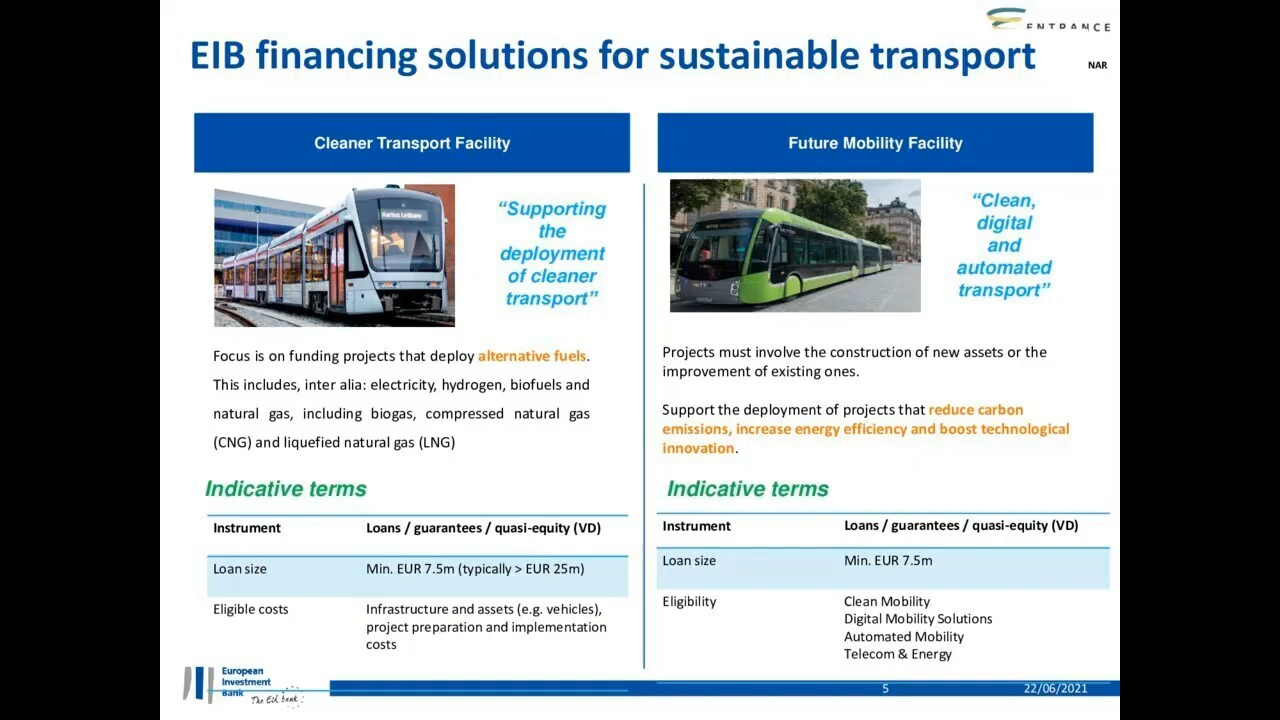 ENTRANCE
EIB financing solutions for sustainable transport
NAR
Cleaner Transport Facility
Aarhus Letbane
“Supporting
the
deployment
of cleaner
transport”
Focus is on funding projects that deploy alternative fuels.
This includes, inter alia: electricity, hydrogen, biofuels and
natural gas, including biogas, compressed natural gas
(CNG) and liquefied natural gas (LNG)
Indicative terms
Instrument Loans / guarantees / quasi-equity (VD)
Loan size Min. EUR 7.5m (typically > EUR 25m)
Eligible costs Infrastructure and assets (e.g. vehicles),
project preparation and implementation
costs
Future Mobility Facility
“Clean,
digital
and
automated
transport”
Projects must involve the construction of new assets or the
improvement of existing ones.
Support the deployment of projects that reduce carbon
emissions, increase energy efficiency and boost technological
innovation.
Indicative terms
Instrument Loans / guarantees / quasi-equity (VD)
Loan size Min. EUR 7.5m
Eligibility Clean Mobility
Digital Mobility Solutions
Automated Mobility
Telecom & Energy
European
Investment
Bank
The EU bank
5
22/06/2021